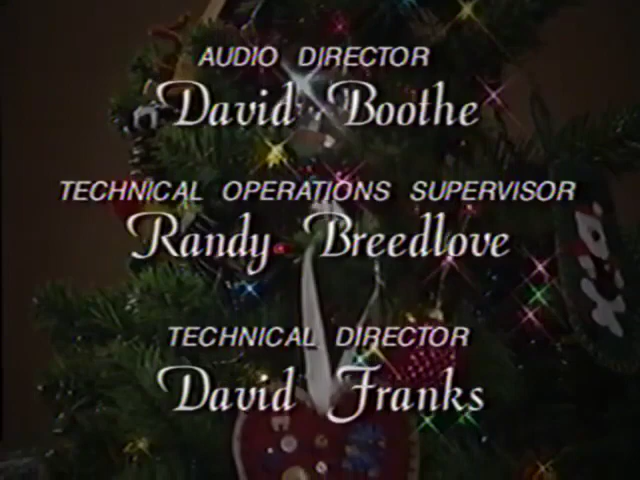 AUDIO DIRECTOR
David Boothe
TECHNICAL OPERATIONS SUPERVISOR
Randy Breedlove
TECHNICAL DIRECTOR
David Franks